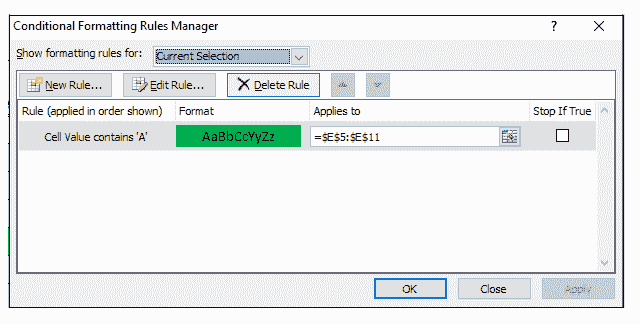 Conditional Formatting Rules Manager ? ×
Show formatting rules for: Current Selection
New Rule... Edit Rule... Delete Rule
Rule (applied in order shown) Format Applies to Stop If True
Cell Value contains 'A' AaBbCcYyZz =$E$5:$E$11
OK Close Apply